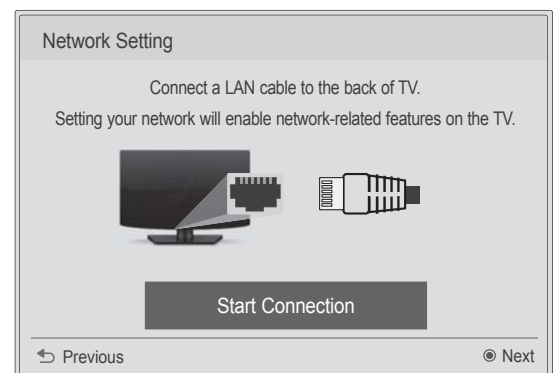 Network Setting
Connect a LAN cable to the back of TV.
Setting your network will enable network-related features on the TV.
Start Connection
Previous
Next